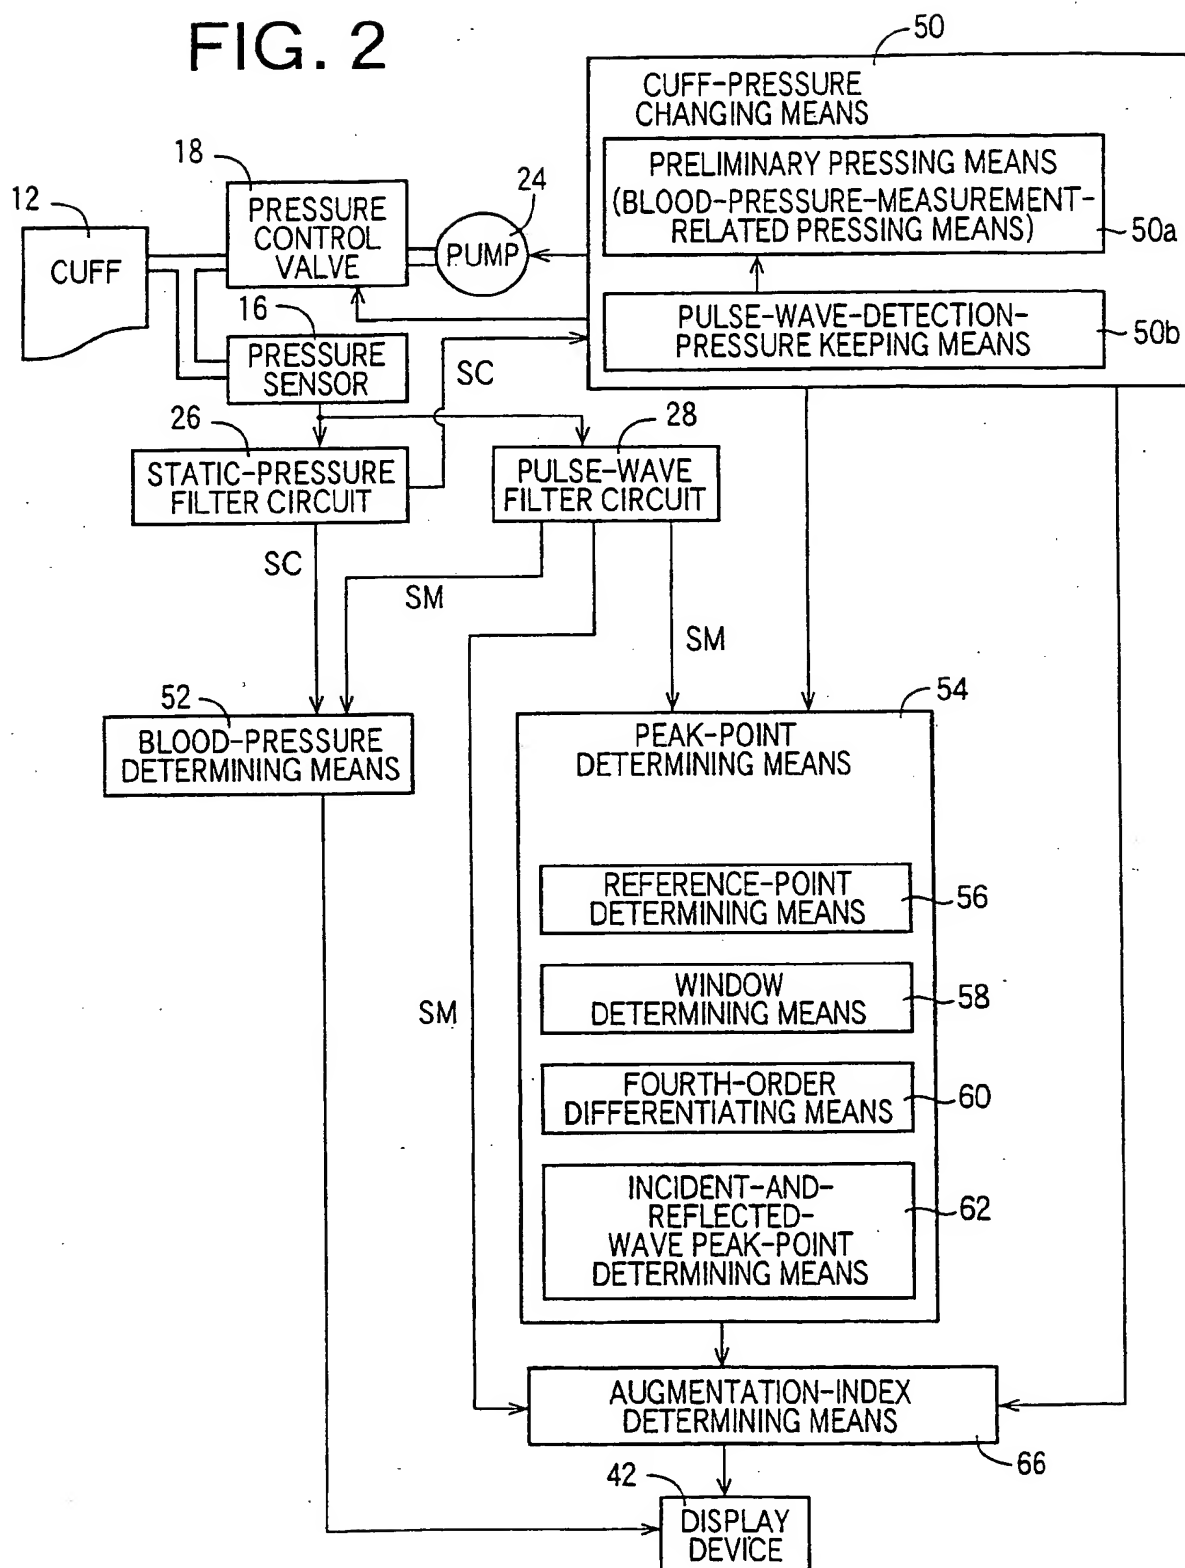 FIG. 2
50
CUFF-PRESSURE
CHANGING MEANS
PRELIMINARY PRESSING MEANS
(BLOOD-PRESSURE-MEASUREMENT-
RELATED PRESSING MEANS)
50a
PULSE-WAVE-DETECTION-
PRESSURE KEEPING MEANS
50b
18
PRESSURE
CONTROL
VALVE
24
PUMP
12
CUFF
16
PRESSURE
SENSOR
SC
26
STATIC-PRESSURE
FILTER CIRCUIT
28
PULSE-WAVE
FILTER CIRCUIT
SC
SM
SM
52
BLOOD-PRESSURE
DETERMINING MEANS
54
PEAK-POINT
DETERMINING MEANS
REFERENCE-POINT
DETERMINING MEANS
56
WINDOW
DETERMINING MEANS
58
SM
FOURTH-ORDER
DIFFERENTIATING MEANS
60
INCIDENT-AND-
REFLECTED-
WAVE PEAK-POINT
DETERMINING MEANS
62
AUGMENTATION-INDEX
DETERMINING MEANS
66
42
DISPLAY
DEVICE